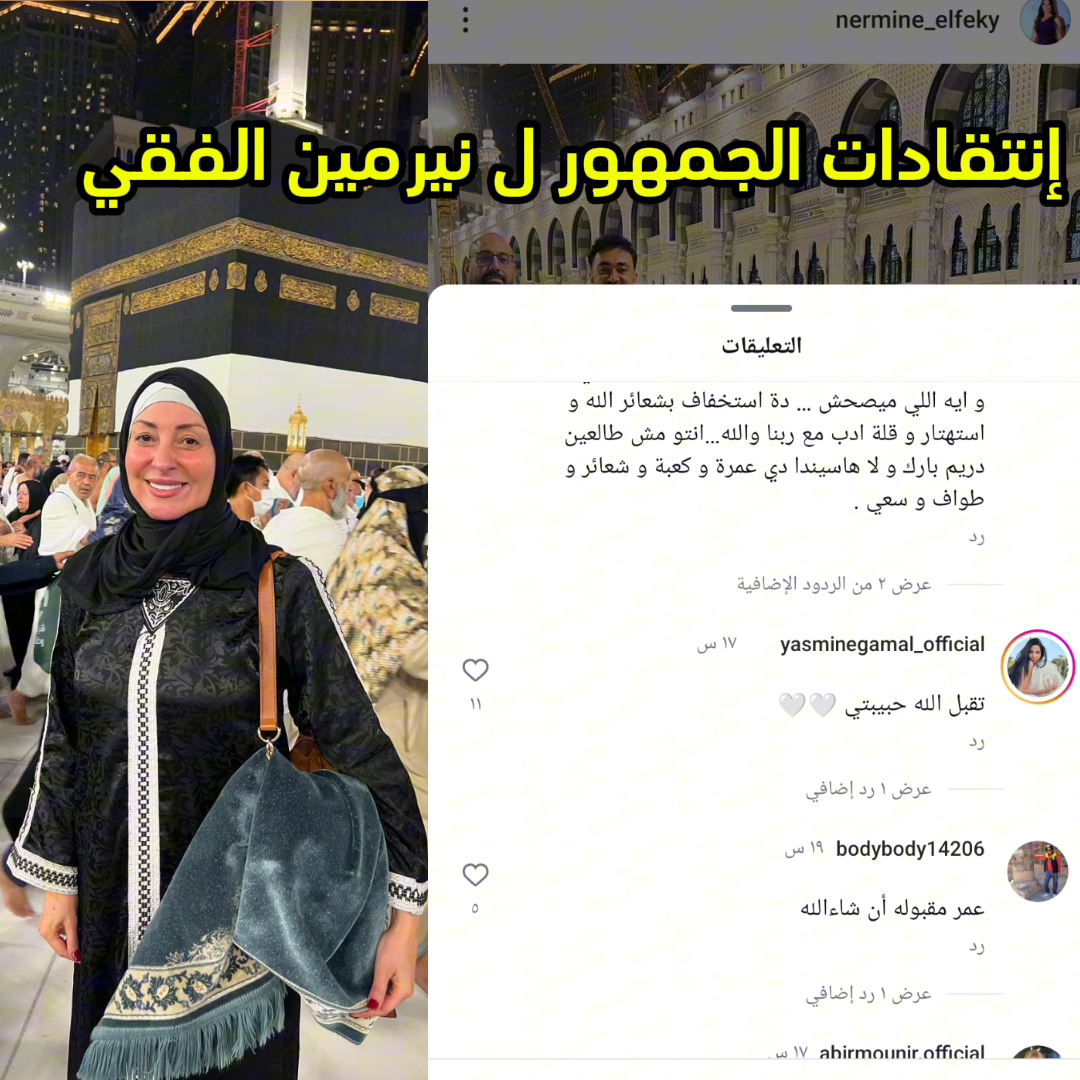 nermine_elfeky
إنتقادات الجمهور ل نيرمين الفقي
التعليقات
و ايه اللي ميصحش ... دة استخفاف بشعائر الله و
استهتار و قلة ادب مع ربنا والله...انتو مش طالعين
دريم بارك و لا هاسيندا دي عمرة و كعبة و شعائر و
طواف و سعي .
رد
عرض ٢ من الردود الإضافية
yasminegamal_official ١٧ س
تقبل الله حبيبتي 🤍🤍
١١
رد
عرض ١ رد إضافي
bodybody14206 ١٩ س
عمر مقبوله أن شاءالله
٥
رد
عرض ١ رد إضافي
abirmounir.official ١٧ س